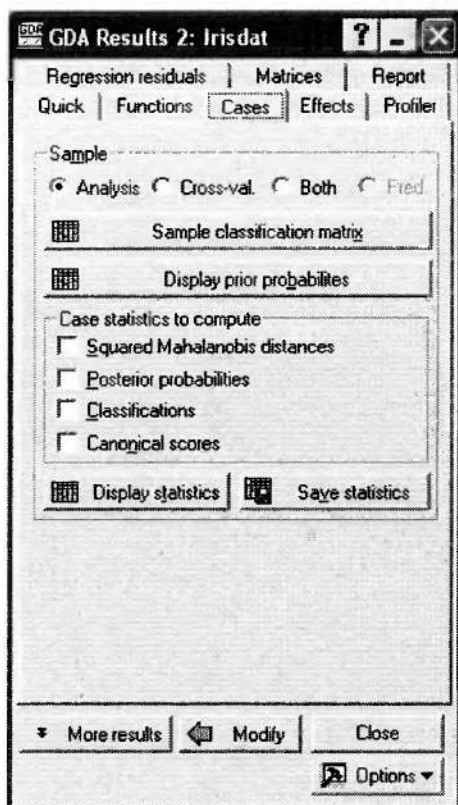 GDA Results 2: Irisdat
Regression residuals Matrices Report
Quick Functions Cases Effects Profiler
Sample
Analysis Cross-val. Both Fred.
Sample classification matrix
Display prior probabilites
Case statistics to compute
Squared Mahalanobis distances
Posterior probabilities
Classifications
Canonical scores
Display statistics Save statistics
More results Modify Close
Options